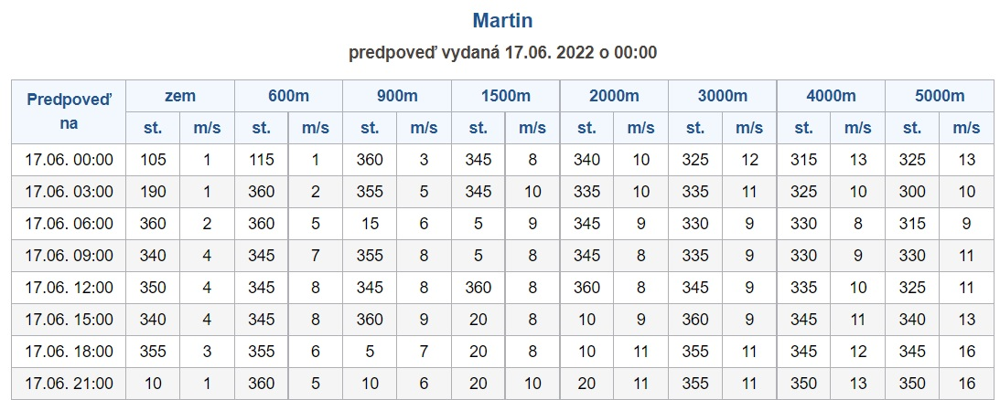 Martin
predpoveď vydaná 17.06. 2022 o 00:00
Predpoveď na zem 600m 900m 1500m 2000m 3000m 4000m 5000m
st. m/s st. m/s st. m/s st. m/s st. m/s st. m/s st. m/s st. m/s
17.06. 00:00 105 1 115 1 360 3 345 8 340 10 325 12 315 13 325 13
17.06. 03:00 190 1 360 2 355 5 345 10 335 10 335 11 325 10 300 10
17.06. 06:00 360 2 360 5 15 6 5 9 345 9 330 9 330 8 315 9
17.06. 09:00 340 4 345 7 355 8 5 8 345 8 335 9 330 9 330 11
17.06. 12:00 350 4 345 8 345 8 360 8 360 8 345 9 335 10 325 11
17.06. 15:00 340 4 345 8 360 9 20 8 10 9 360 9 345 11 340 13
17.06. 18:00 355 3 355 6 5 7 20 8 10 11 355 11 345 12 345 16
17.06. 21:00 10 1 360 5 10 6 20 10 20 11 355 11 350 13 350 16